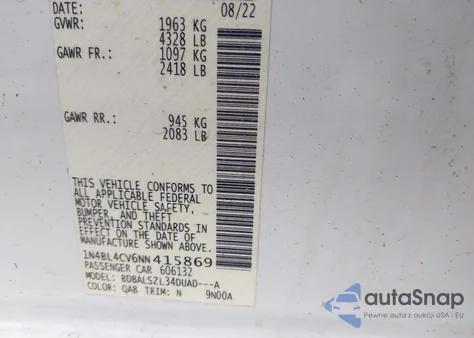 DATE: 08/22
GVWR: 1963 KG
4328 LB
GAWR FR.: 1097 KG
2418 LB
GAWR RR.: 945 KG
2083 LB
THIS VEHICLE CONFORMS TO
ALL APPLICABLE FEDERAL
MOTOR VEHICLE SAFETY,
BUMPER, AND THEFT
PREVENTION STANDARDS IN
EFFECT ON THE DATE OF
MANUFACTURE SHOWN ABOVE.
1N4BL4CV6NN415869
PASSENGER CAR 606132
MODEL: BDBALSZL34DUAD---A
COLOR: QAB TRIM: N 9N00A
autaSnap
Pewne auta z aukcji USA i EU